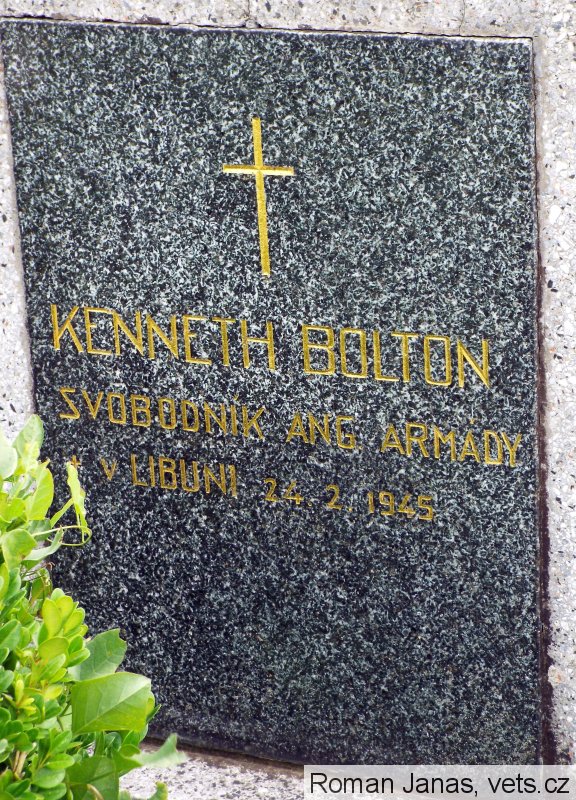 KENNETH BOLTON
SVOBODNÍK ANG ARMÁDY
† v LIBUNI 24. 2. 1945
Roman Janas, vets.cz